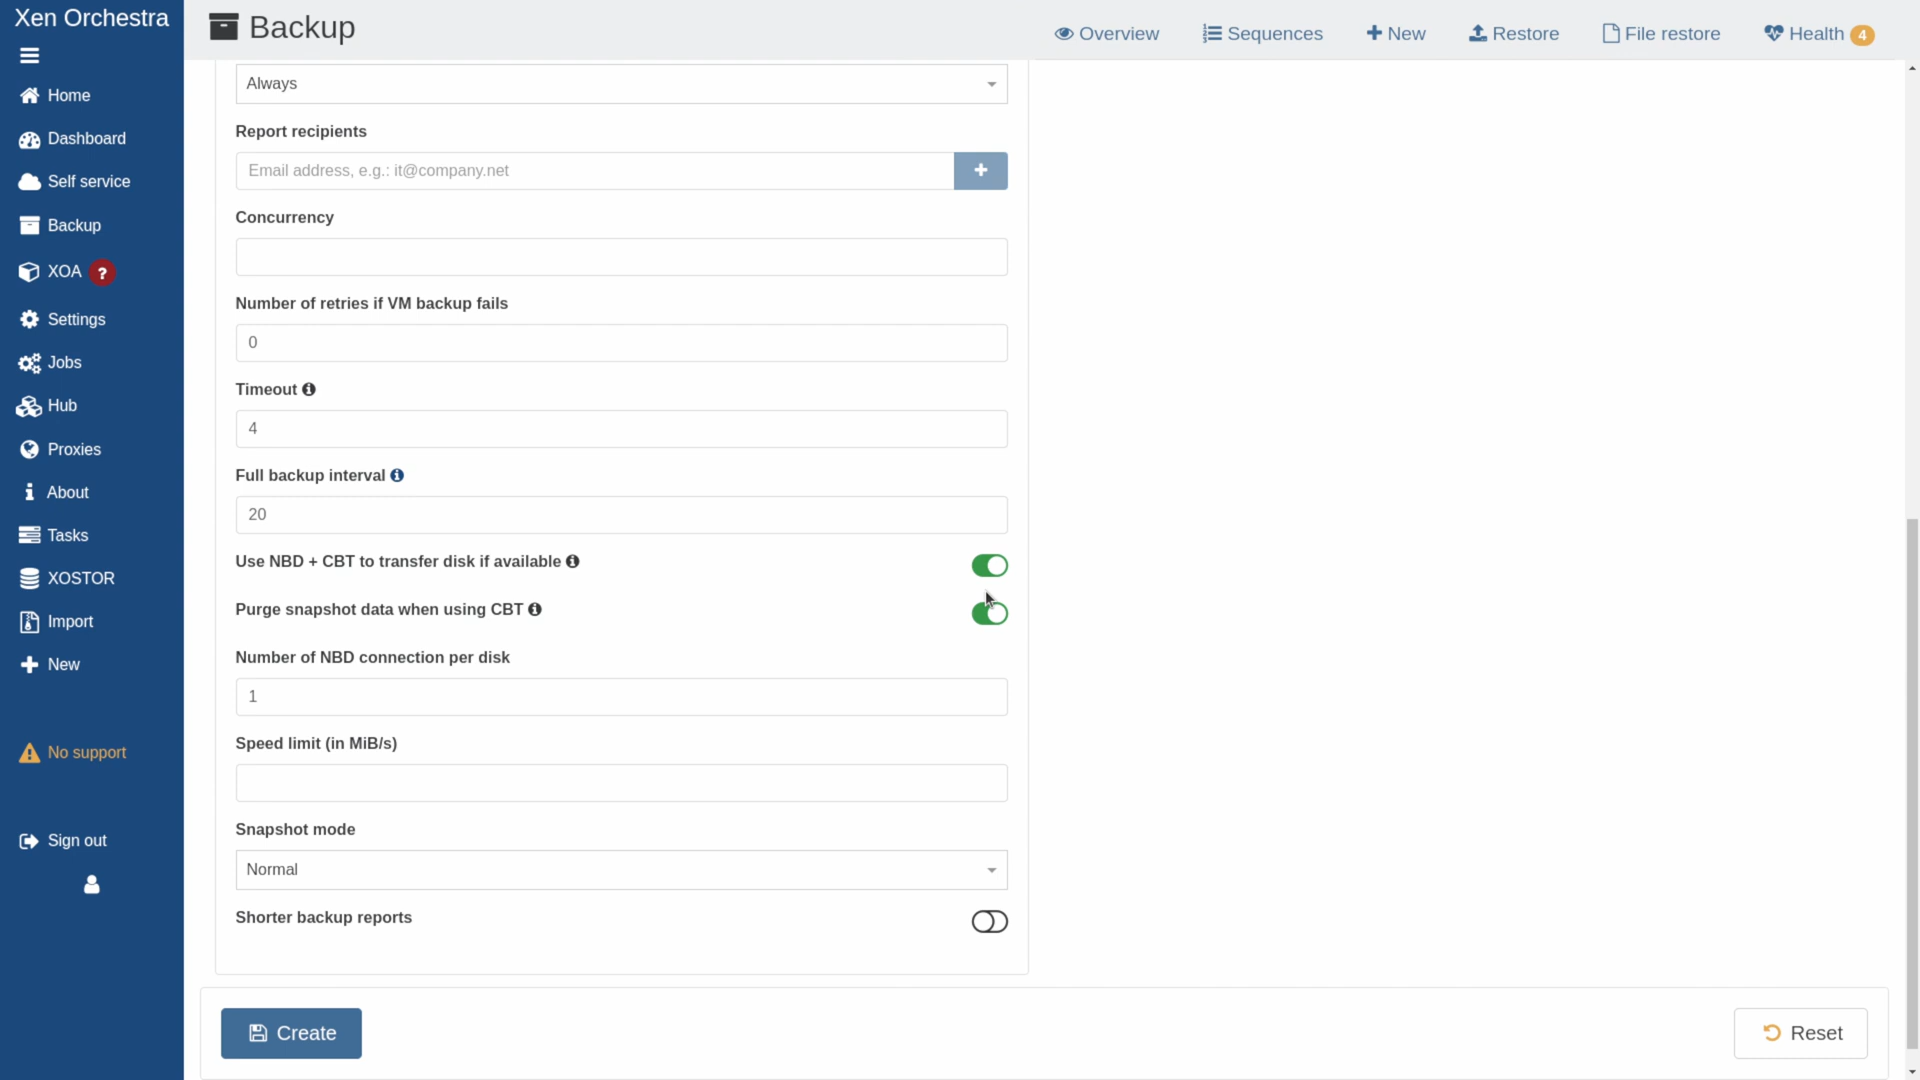 Xen Orchestra
Home
Dashboard
Self service
Backup
XOA ?
Settings
Jobs
Hub
Proxies
About
Tasks
XOSTOR
Import
New
No support
Sign out
Backup
Overview
Sequences
New
Restore
File restore
Health 4
Always
Report recipients
Email address, e.g.: it@company.net
Concurrency
Number of retries if VM backup fails
0
Timeout
4
Full backup interval
20
Use NBD + CBT to transfer disk if available
Purge snapshot data when using CBT
Number of NBD connection per disk
1
Speed limit (in MiB/s)
Snapshot mode
Normal
Shorter backup reports
Create
Reset